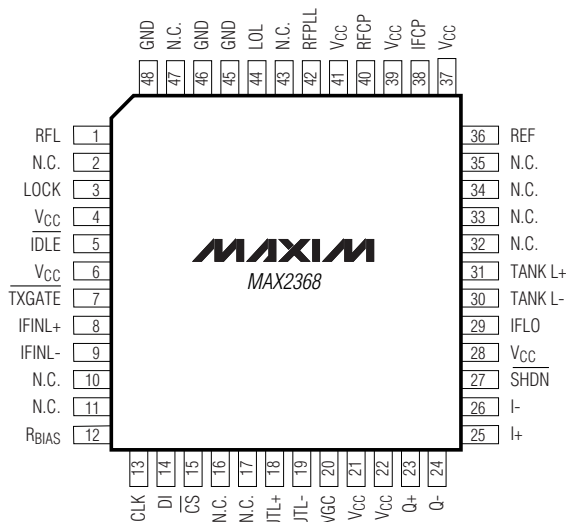 48 GND
47 N.C.
46 GND
45 GND
44 LOL
43 N.C.
42 RFPLL
41 VCC
40 RFCP
39 VCC
38 IFCP
37 VCC
RFL 1
N.C. 2
LOCK 3
VCC 4
IDLE 5
VCC 6
TXGATE 7
IFINL+ 8
IFINL- 9
N.C. 10
N.C. 11
RBIAS 12
MAXIM
MAX2368
36 REF
35 N.C.
34 N.C.
33 N.C.
32 N.C.
31 TANK L+
30 TANK L-
29 IFLO
28 VCC
27 SHDN
26 I-
25 I+
CLK 13
DI 14
CS 15
N.C. 16
N.C. 17
UTL+ 18
UTL- 19
VGC 20
VCC 21
VCC 22
Q+ 23
Q- 24